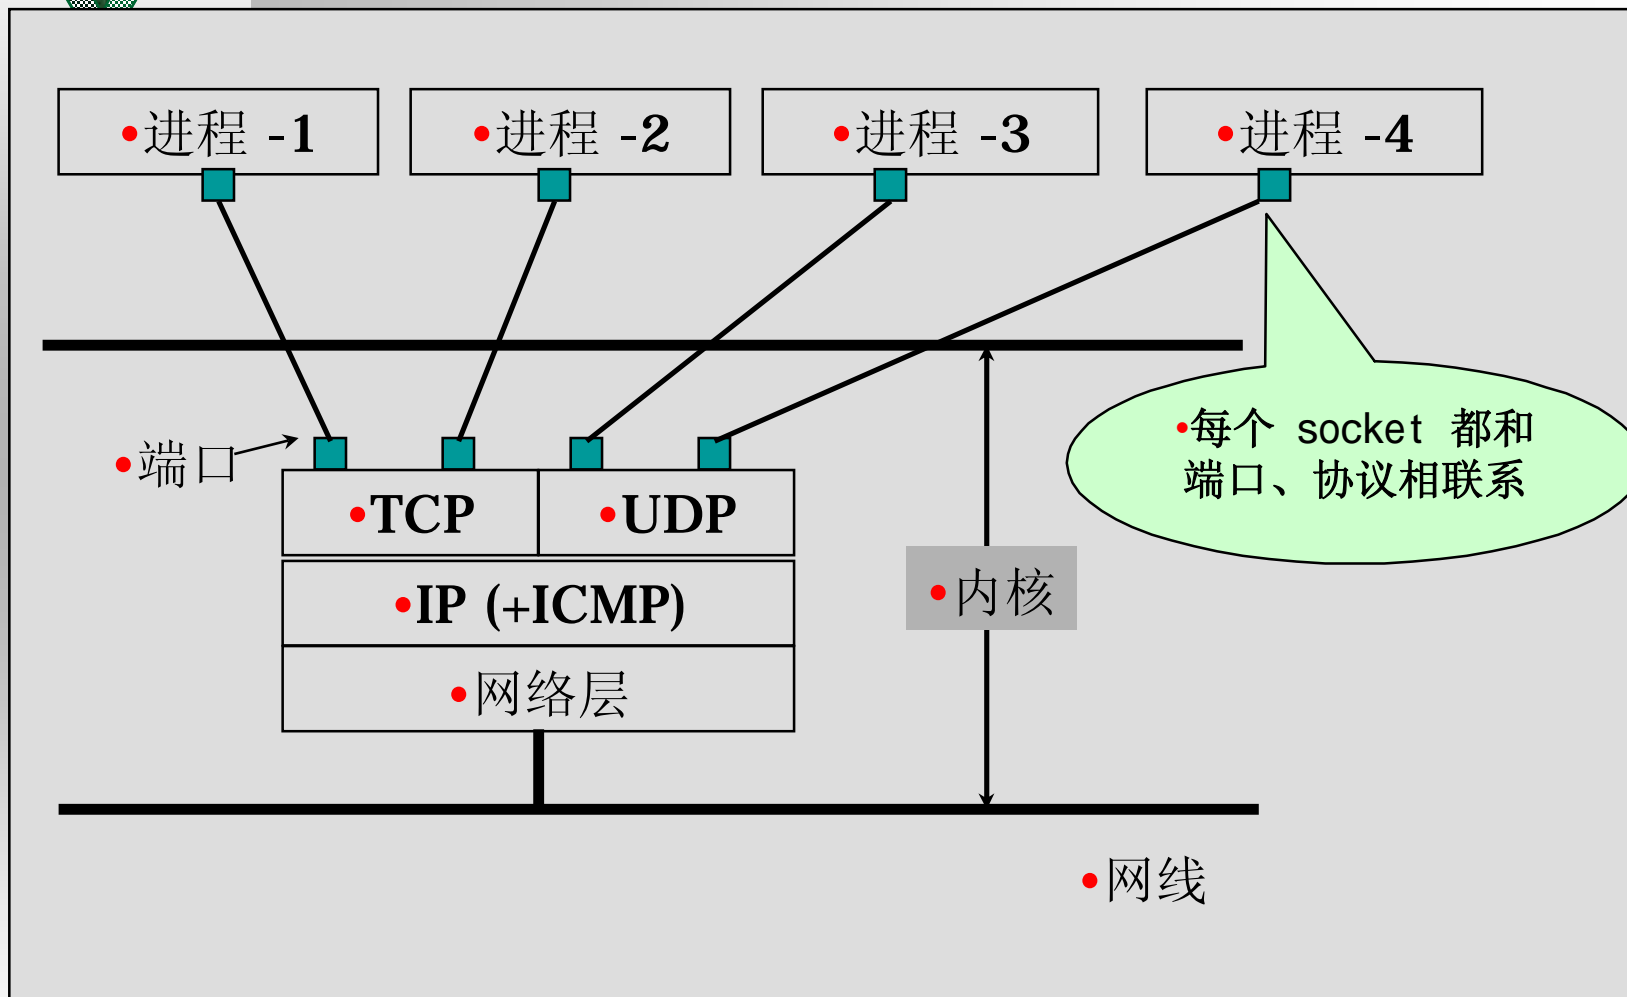 •进程 -1
•进程 -2
•进程 -3
•进程 -4
•每个 socket 都和
端口、协议相联系
•端口
•TCP
•UDP
•IP (+ICMP)
•内核
•网络层
•网线